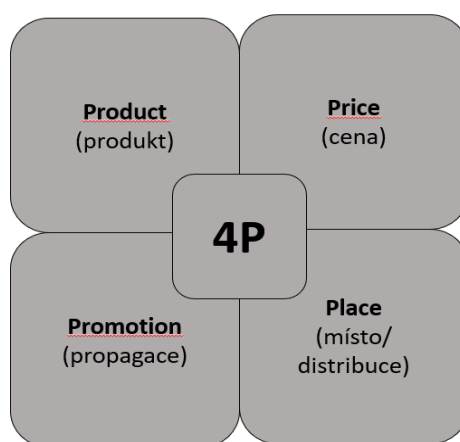 Product
(produkt)
Price
(cena)
4P
Promotion
(propagace)
Place
(místo/
distribuce)